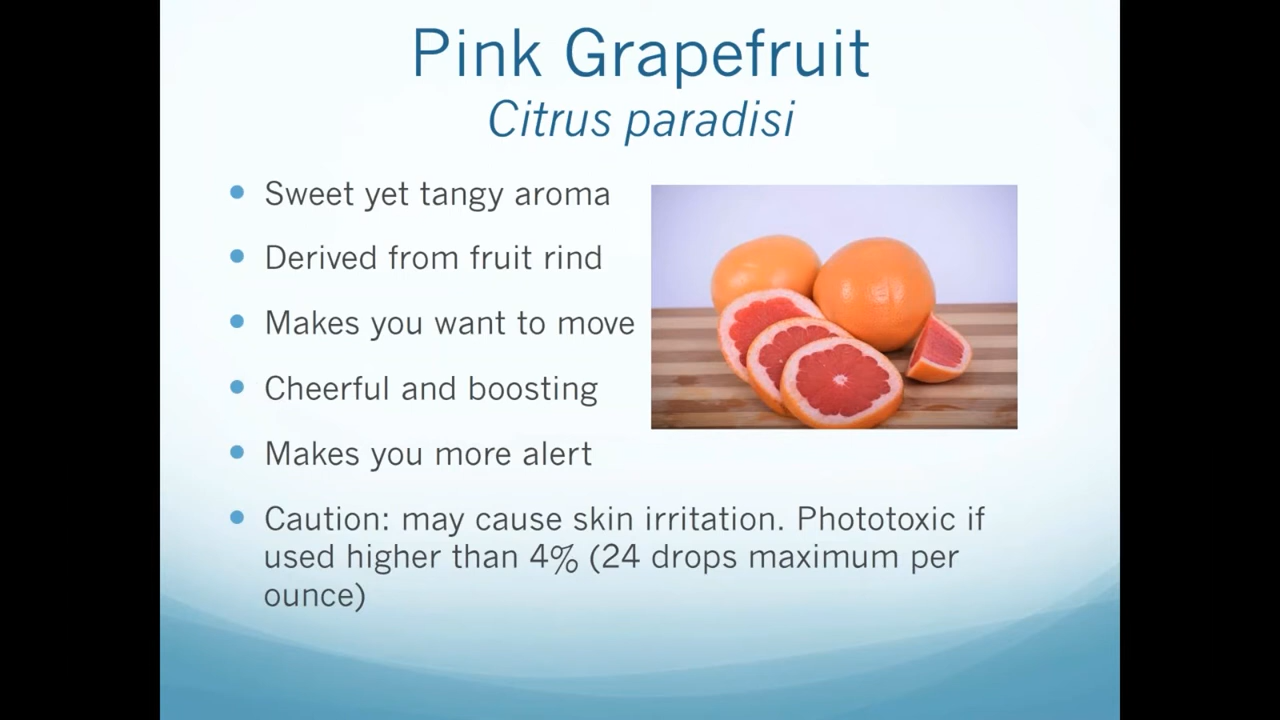 Pink Grapefruit
Citrus paradisi
Sweet yet tangy aroma
Derived from fruit rind
Makes you want to move
Cheerful and boosting
Makes you more alert
Caution: may cause skin irritation. Phototoxic if
used higher than 4% (24 drops maximum per
ounce)